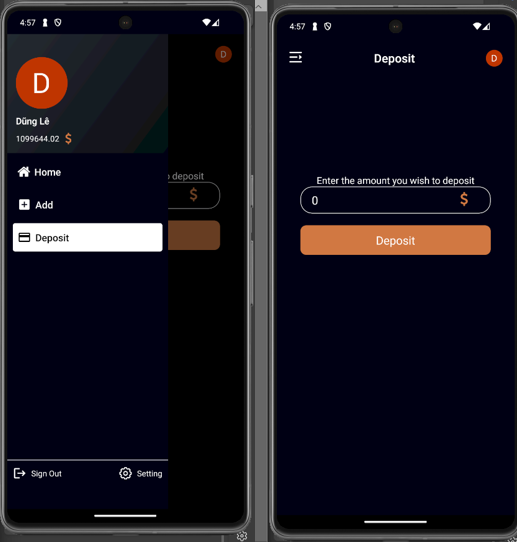 4:57
D
D
Dũng Lê
1099644.02 $
Home
Add
Deposit
o deposit
$
Sign Out
Setting
4:57
Deposit
D
Enter the amount you wish to deposit
0 $
Deposit